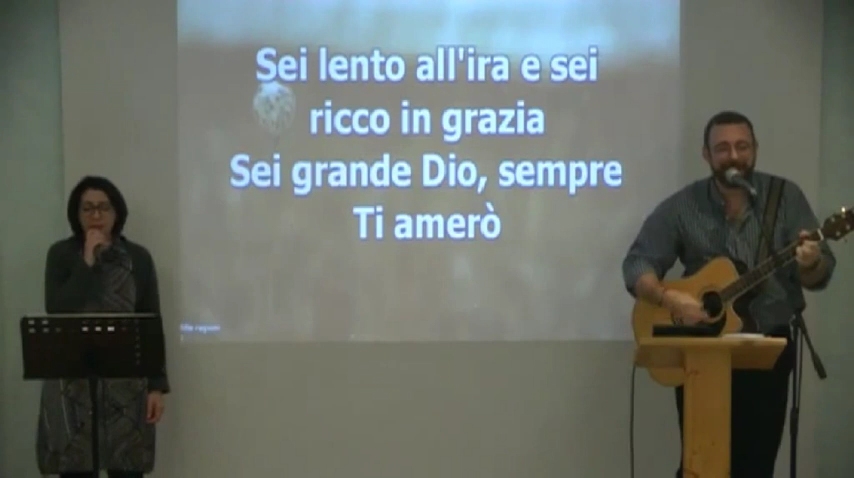 Sei lento all'ira e sei
ricco in grazia
Sei grande Dio, sempre
Ti amerò